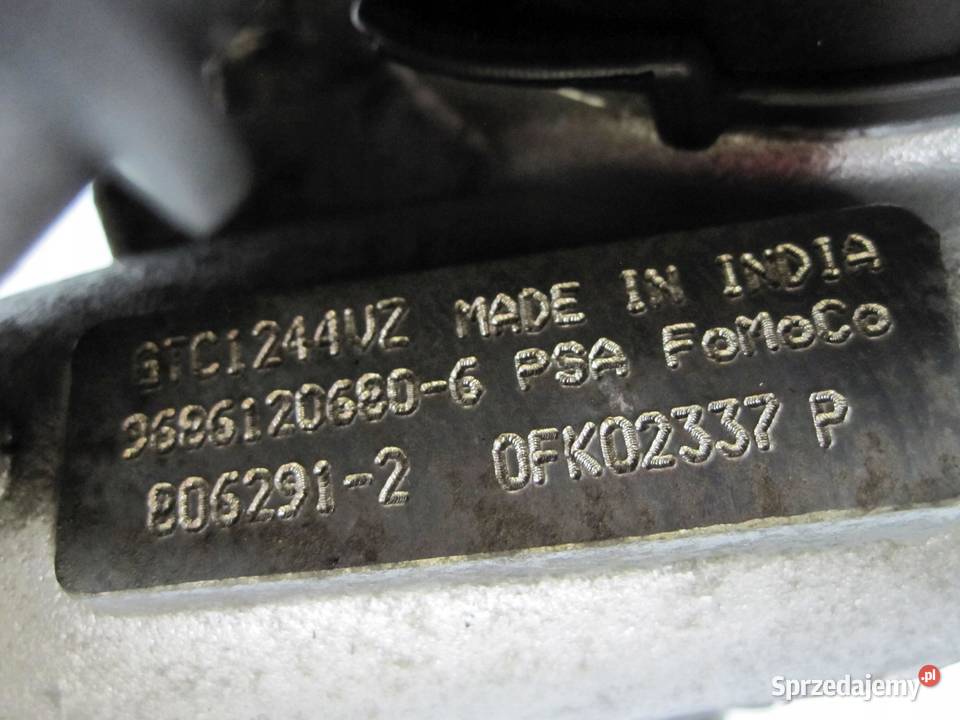 GTC1244VZ MADE IN INDIA
9686120680-6 PSA FoMoCo
806291-2 0FK02337 P
Sprzedajemy.pl